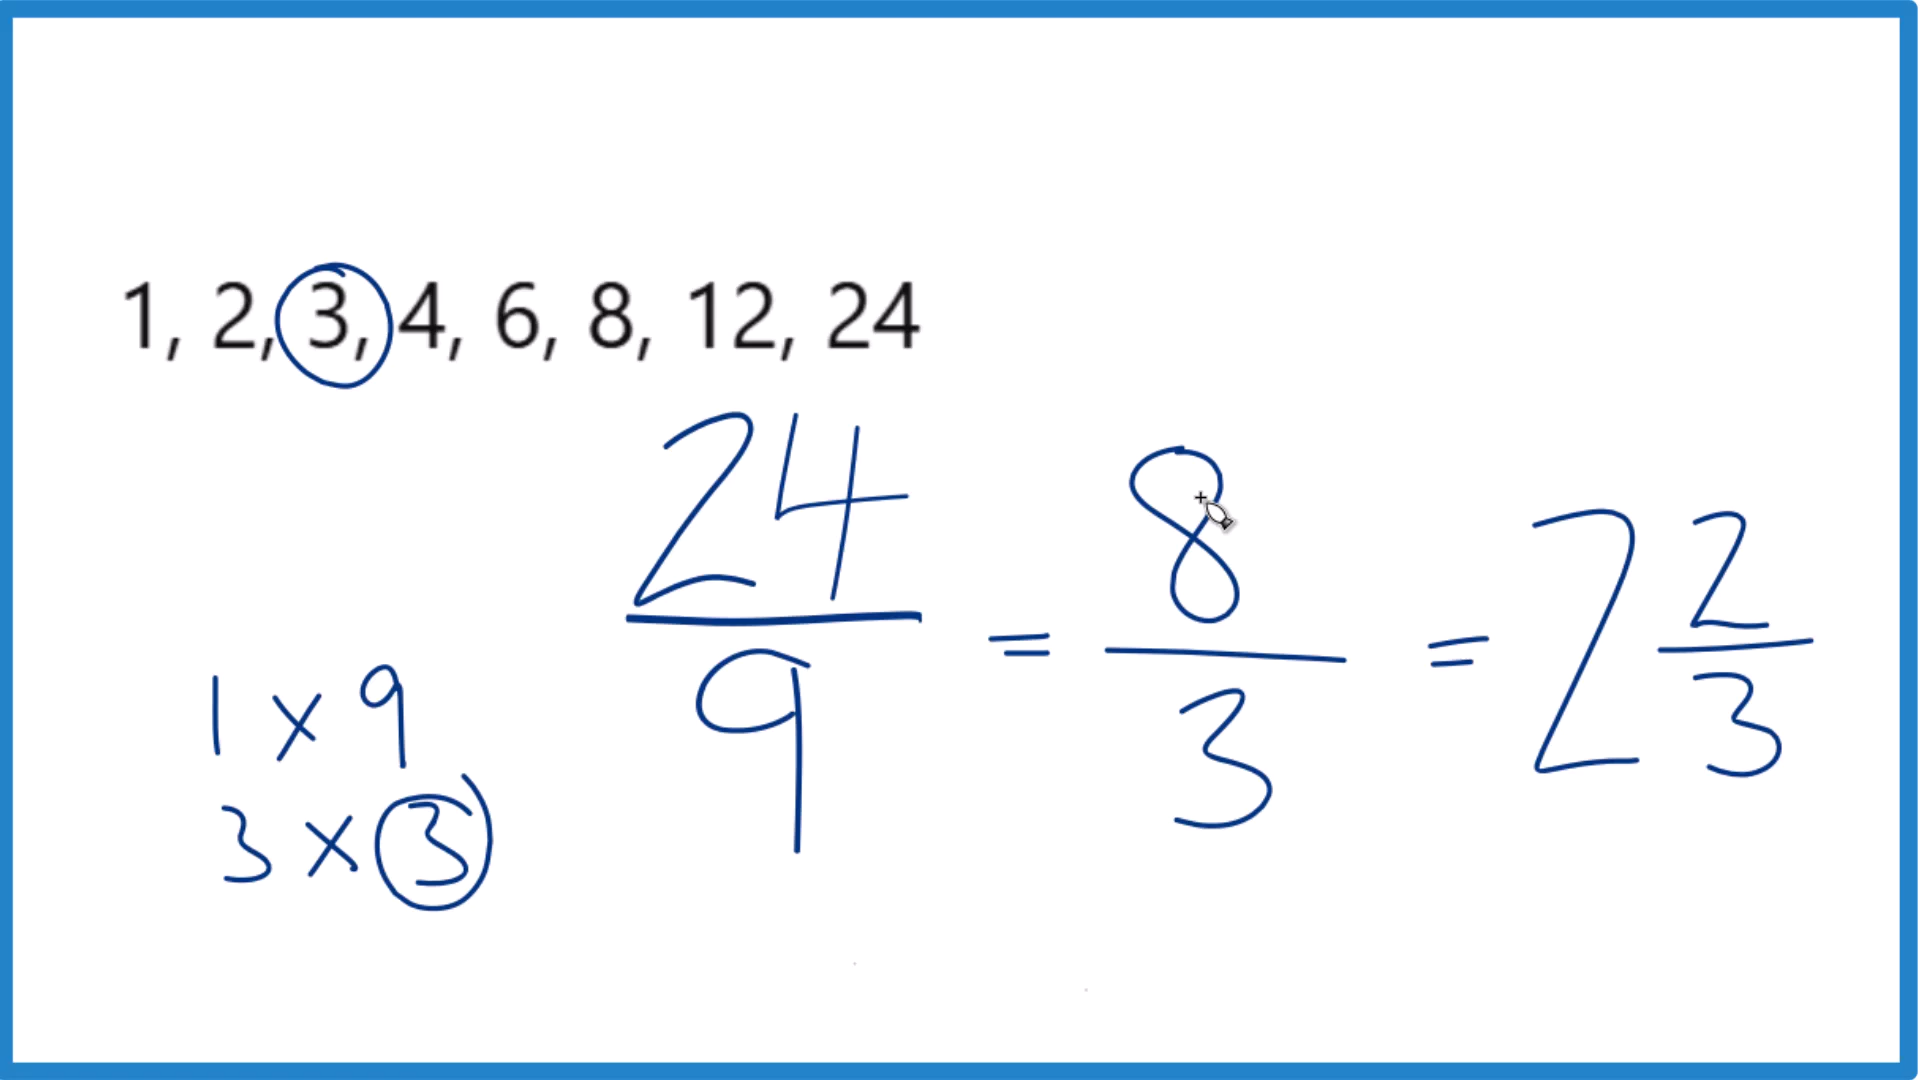 1, 2, 3, 4, 6, 8, 12, 24
24/9 = 8/3 = 2 2/3
1 x 9
3 x 3